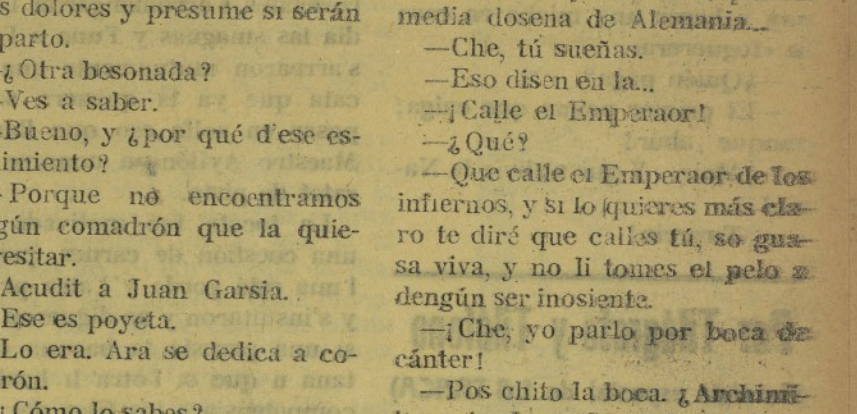 s dolores y presume si serán
parto.
¿Otra besonada?
Ves a saber.
Bueno, y ¿por qué d'ese es-
imiento?
Porque no encoentramos
gún comadrón que la quie-
resitar.
Acudit a Juan Garsia.
Ese es poyeta.
Lo era. Ara se dedica a co-
rón.
¿Cómo lo sabes?
media dosena de Alemania...
—Che, tú sueñas.
—Eso disen en la...
—¡Calle el Emperaor!
—¿Qué?
—Que calle el Emperaor de los
infiernos, y si lo quieres más cla-
ro te diré que calles tú, so gua-
sa viva, y no li tomes el pelo a
dengún ser inosiente.
—¡Che, yo parlo por boca de
cánter!
—Pos chito la boca. ¿Archimi-